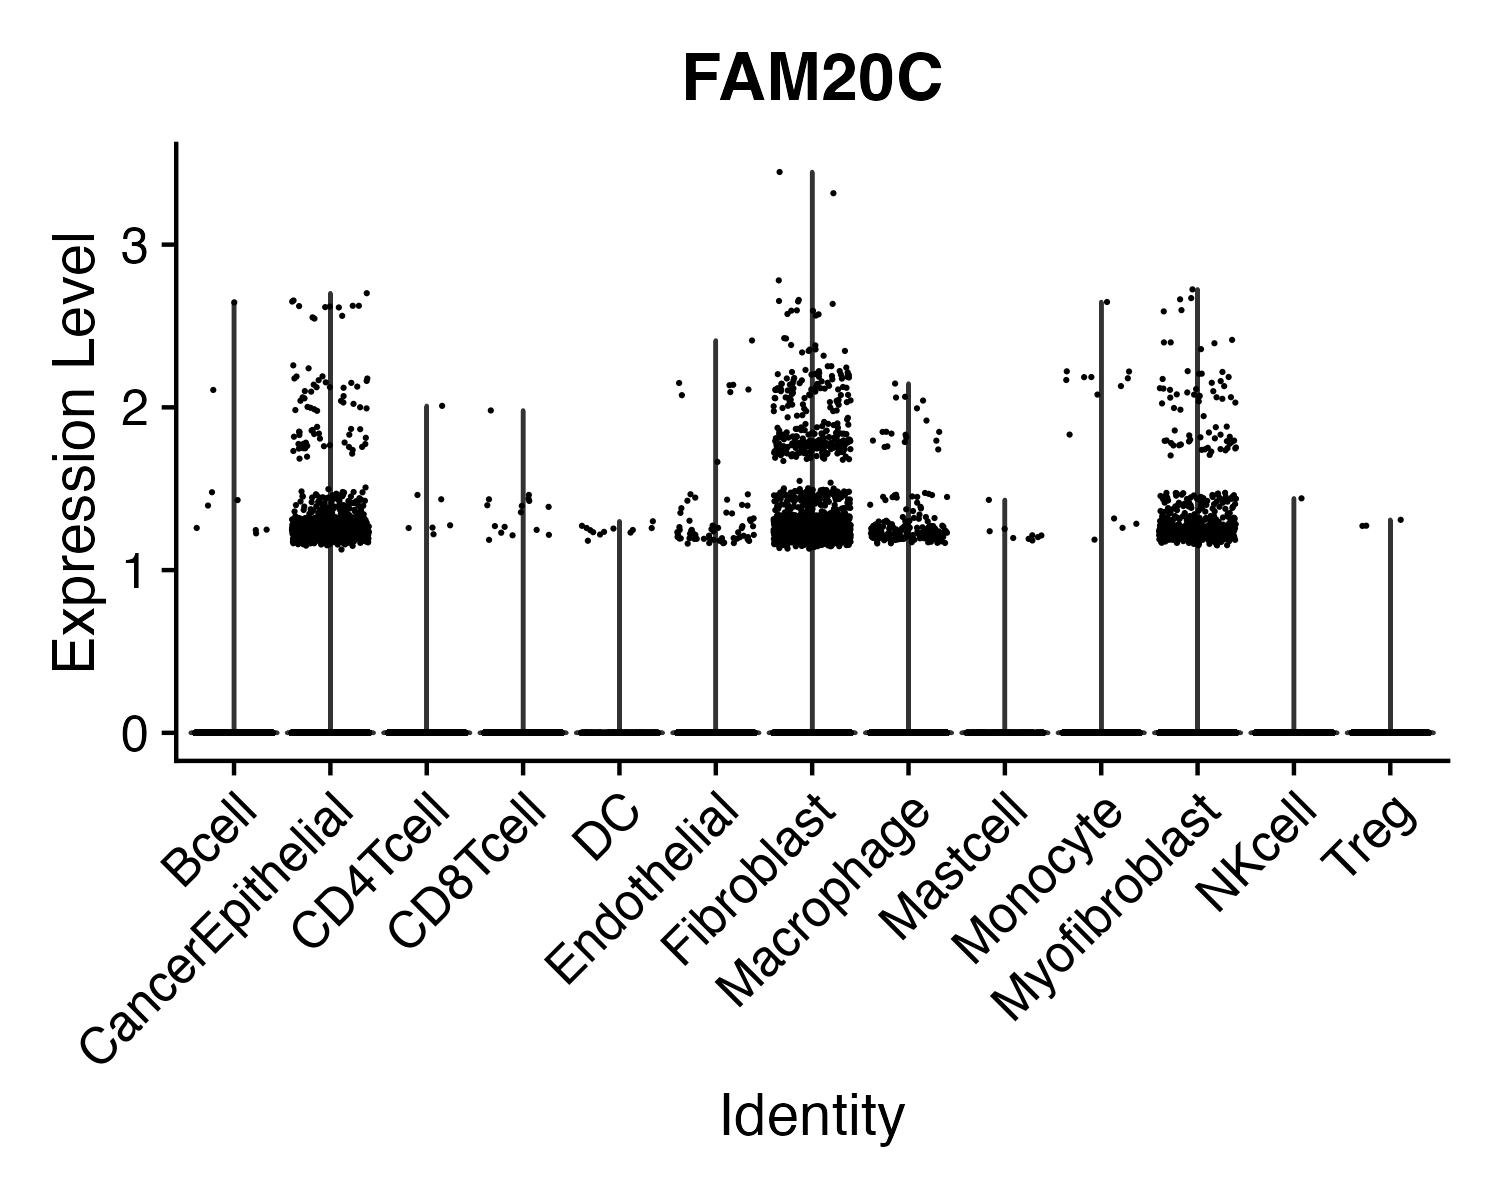 FAM20C
Expression Level
3
2
1
0
Bcell
CancerEpithelial
CD4Tcell
CD8Tcell
DC
Endothelial
Fibroblast
Macrophage
Mastcell
Monocyte
Myofibroblast
NKcell
Treg
Identity